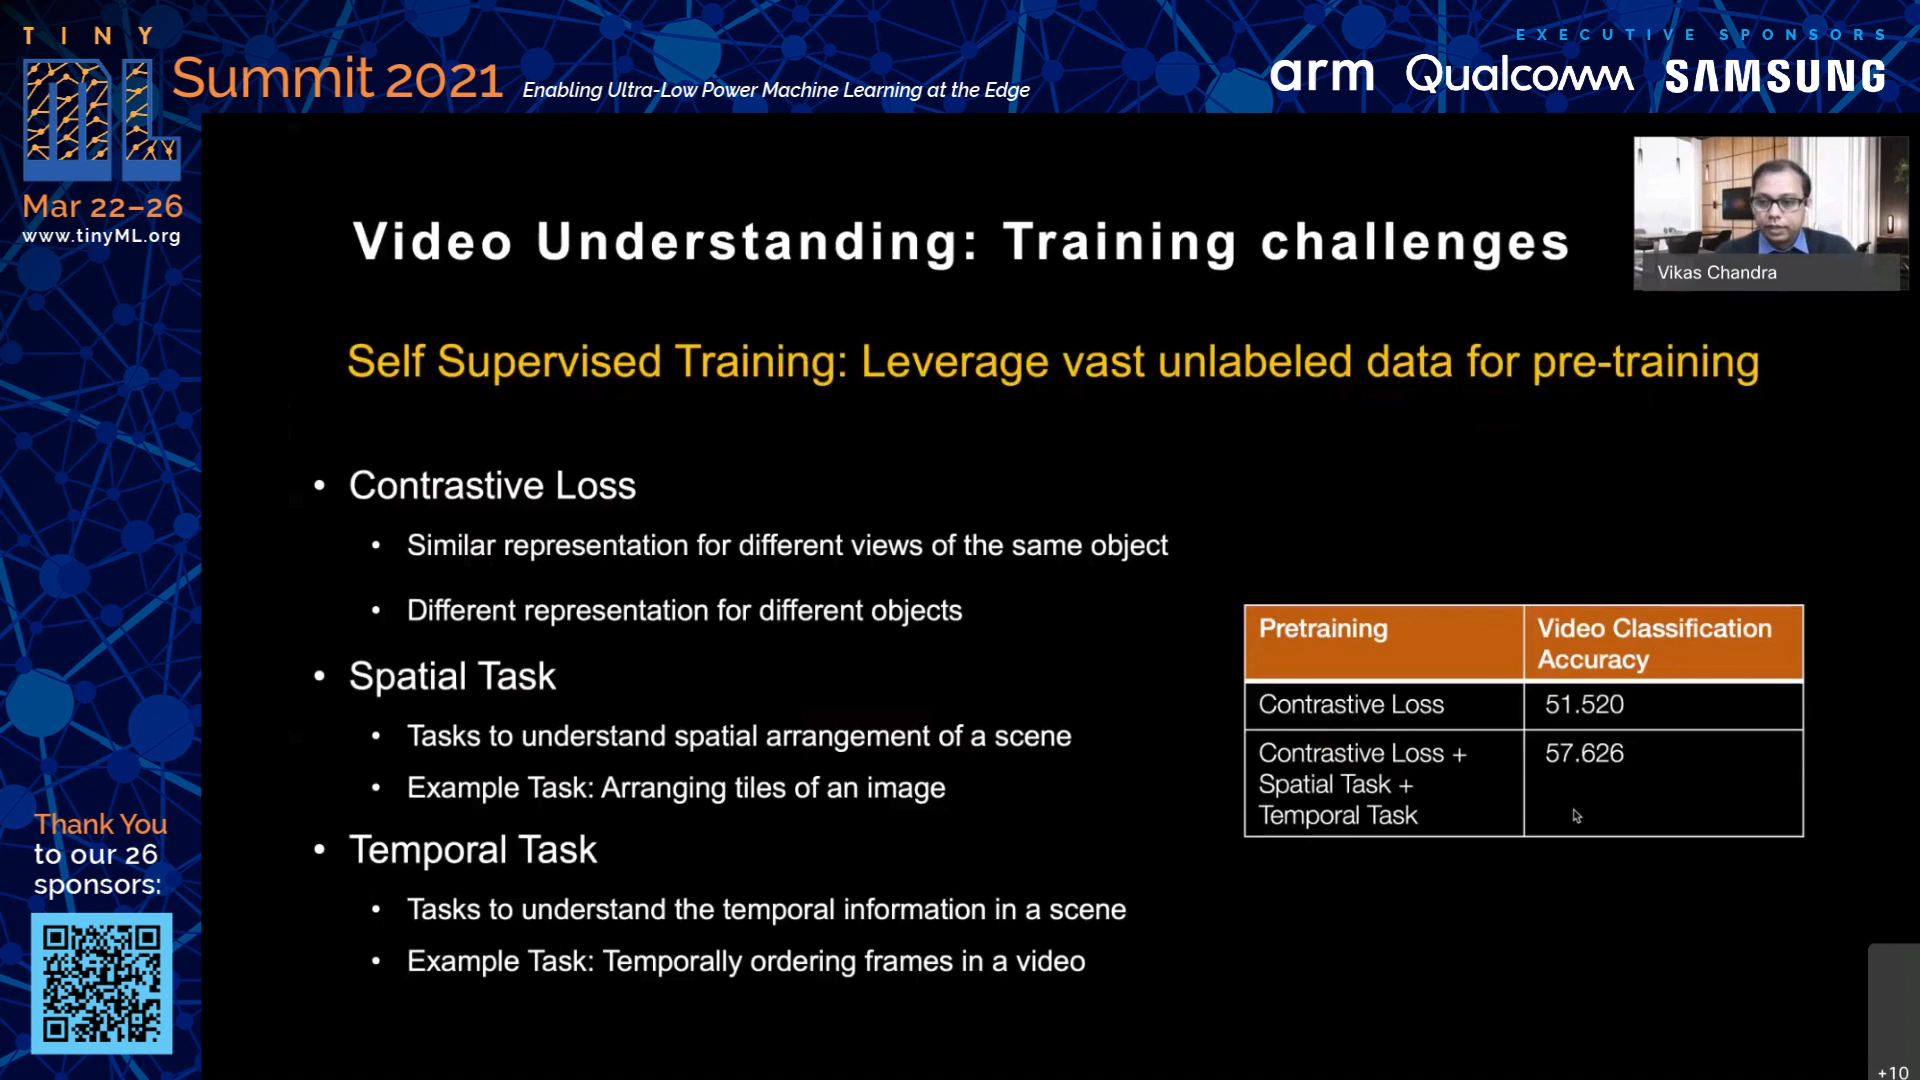 TINY
ML
Summit 2021
Enabling Ultra-Low Power Machine Learning at the Edge
EXECUTIVE SPONSORS
arm
Qualcomm
SAMSUNG
Mar 22–26
www.tinyML.org
Vikas Chandra
Video Understanding: Training challenges
Self Supervised Training: Leverage vast unlabeled data for pre-training
• Contrastive Loss
• Similar representation for different views of the same object
• Different representation for different objects
• Spatial Task
• Tasks to understand spatial arrangement of a scene
• Example Task: Arranging tiles of an image
• Temporal Task
• Tasks to understand the temporal information in a scene
• Example Task: Temporally ordering frames in a video
Pretraining
Video Classification
Accuracy
Contrastive Loss
51.520
Contrastive Loss +
Spatial Task +
Temporal Task
57.626
Thank You
to our 26
sponsors:
+10